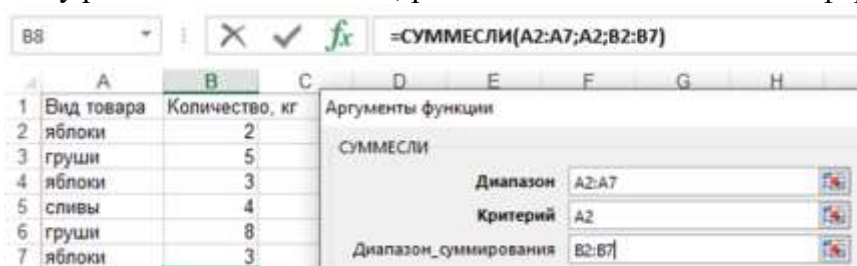 B8 fx =СУММЕСЛИ(A2:A7;A2;B2:B7)
A B C D E F G H
1 Вид товара Количество, кг Аргументы функции
2 яблоки 2
СУММЕСЛИ
3 груши 5
4 яблоки 3 Диапазон A2:A7
5 сливы 4 Критерий A2
6 груши 8
7 яблоки 3 Диапазон_суммирования B2:B7